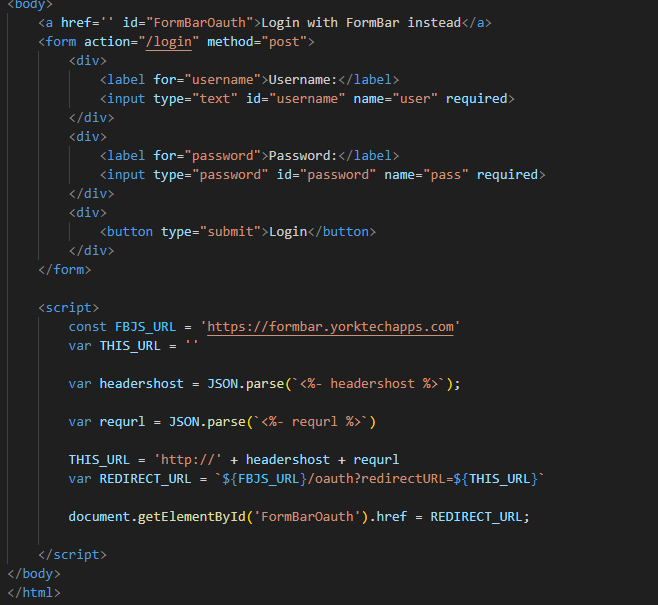 <body>
<a href='' id="FormBarOauth">Login with FormBar instead</a>
<form action="/login" method="post">
<div>
<label for="username">Username:</label>
<input type="text" id="username" name="user" required>
</div>
<div>
<label for="password">Password:</label>
<input type="password" id="password" name="pass" required>
</div>
<div>
<button type="submit">Login</button>
</div>
</form>
<script>
const FBJS_URL = 'https://formbar.yorktechapps.com'
var THIS_URL = ''
var headershost = JSON.parse(`<%- headershost %>`);
var requrl = JSON.parse(`<%- requrl %>`)
THIS_URL = 'http://' + headershost + requrl
var REDIRECT_URL = `${FBJS_URL}/oauth?redirectURL=${THIS_URL}`
document.getElementById('FormBarOauth').href = REDIRECT_URL;
</script>
</body>
</html>